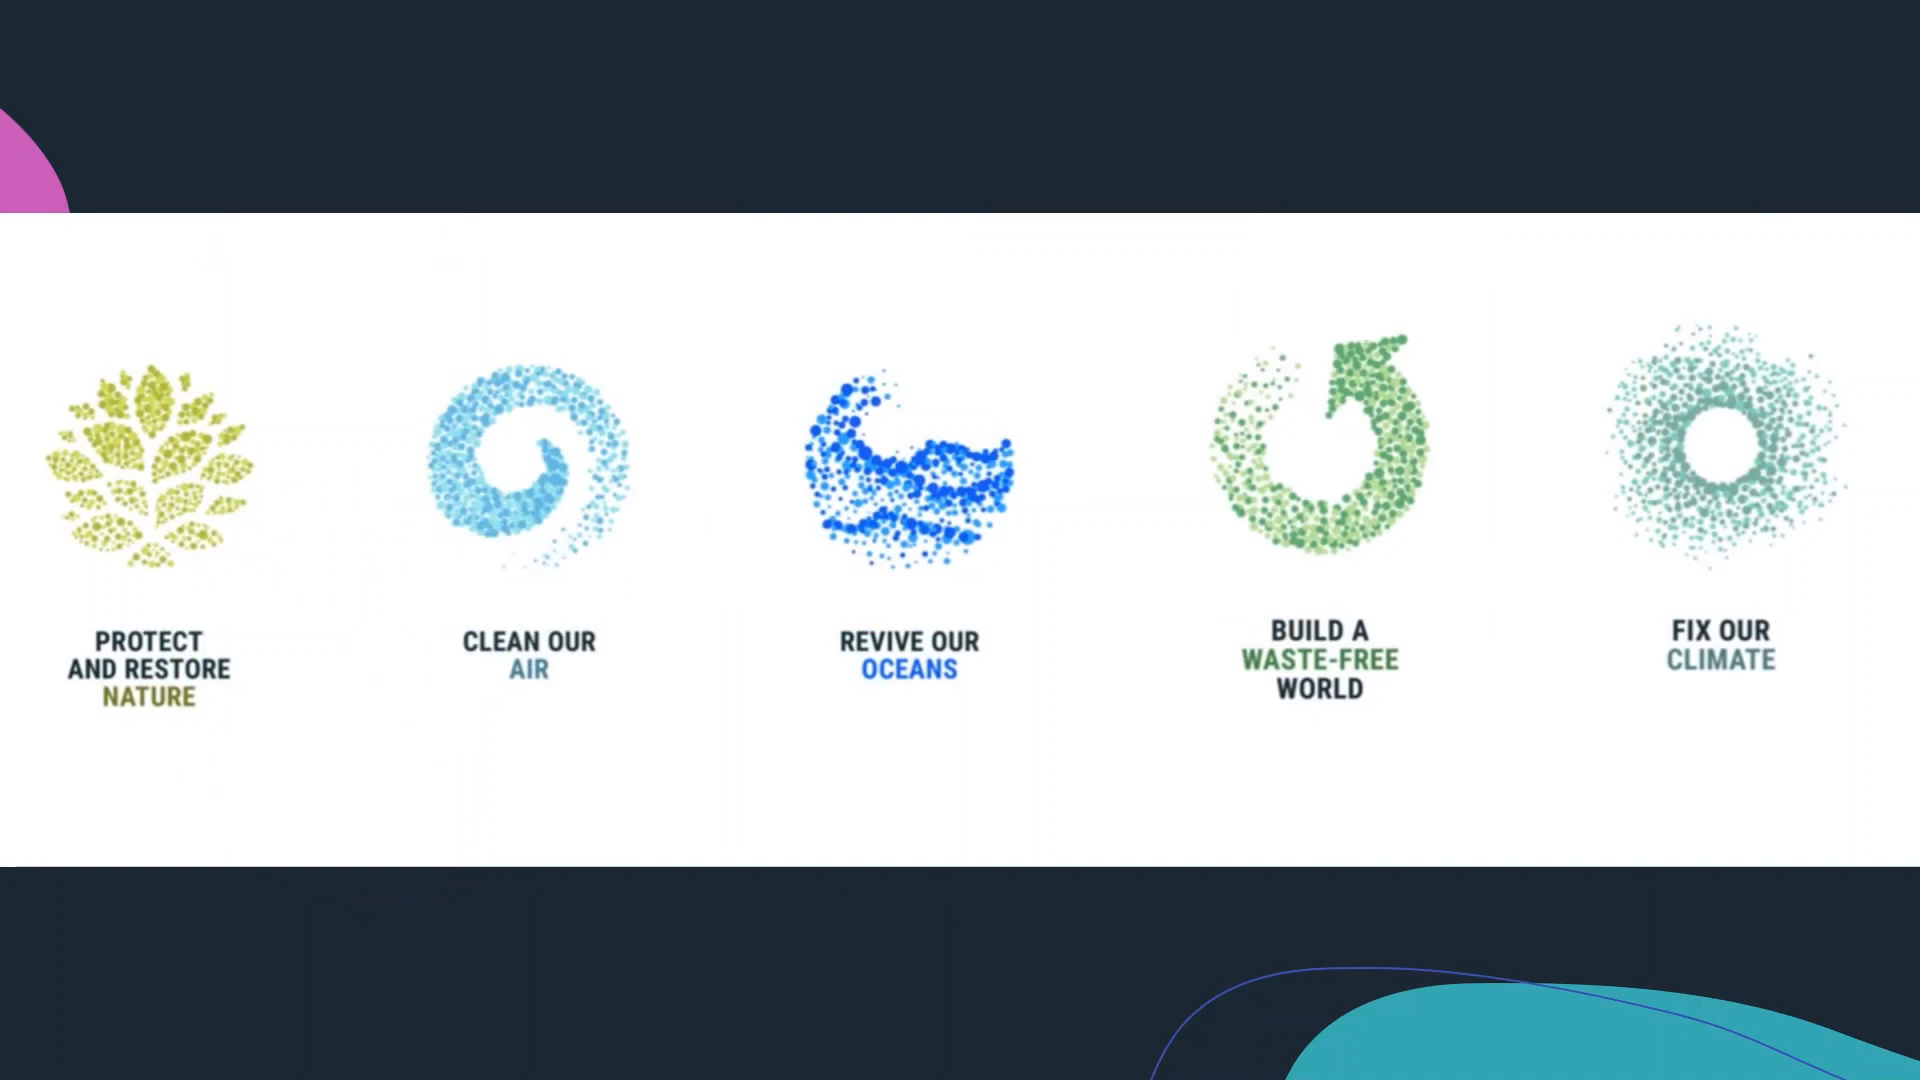 PROTECT
AND RESTORE
NATURE
CLEAN OUR
AIR
REVIVE OUR
OCEANS
BUILD A
WASTE-FREE
WORLD
FIX OUR
CLIMATE